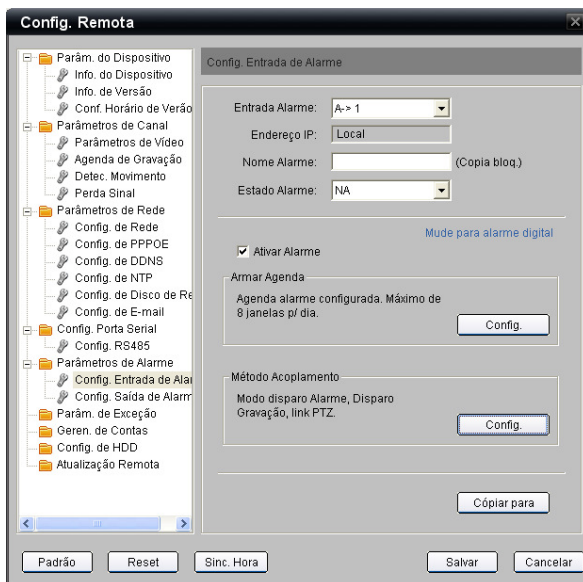 Config. Remota
Parâm. do Dispositivo
Info. do Dispositivo
Info. de Versão
Conf. Horário de Verão
Parâmetros de Canal
Parâmetros de Vídeo
Agenda de Gravação
Detec. Movimento
Perda Sinal
Parâmetros de Rede
Config. de Rede
Config. de PPPOE
Config. de DDNS
Config. de NTP
Config. de Disco de Re
Config. de E-mail
Config. Porta Serial
Config. RS485
Parâmetros de Alarme
Config. Entrada de Alar
Config. Saída de Alarm
Parâm. de Exceção
Geren. de Contas
Config. de HDD
Atualização Remota
Config. Entrada de Alarme
Entrada Alarme: A-> 1
Endereço IP: Local
Nome Alarme: (Copia bloq.)
Estado Alarme: NA
Mude para alarme digital
Ativar Alarme
Armar Agenda
Agenda alarme configurada. Máximo de
8 janelas p/ dia.
Config.
Método Acoplamento
Modo disparo Alarme, Disparo
Gravação, link PTZ.
Config.
Cópiar para
Padrão Reset Sinc. Hora Salvar Cancelar